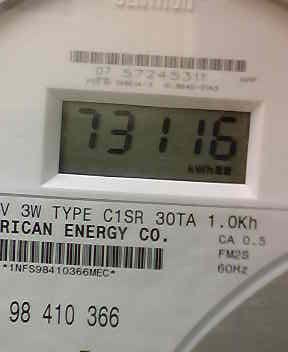 CENTRON
07 57245311
73116
kWh
V 3W TYPE C1SR 30TA 1.0Kh
RICAN ENERGY CO.
CA 0.5
FM2S
60Hz
*1NFS98410366MEC*
98 410 366